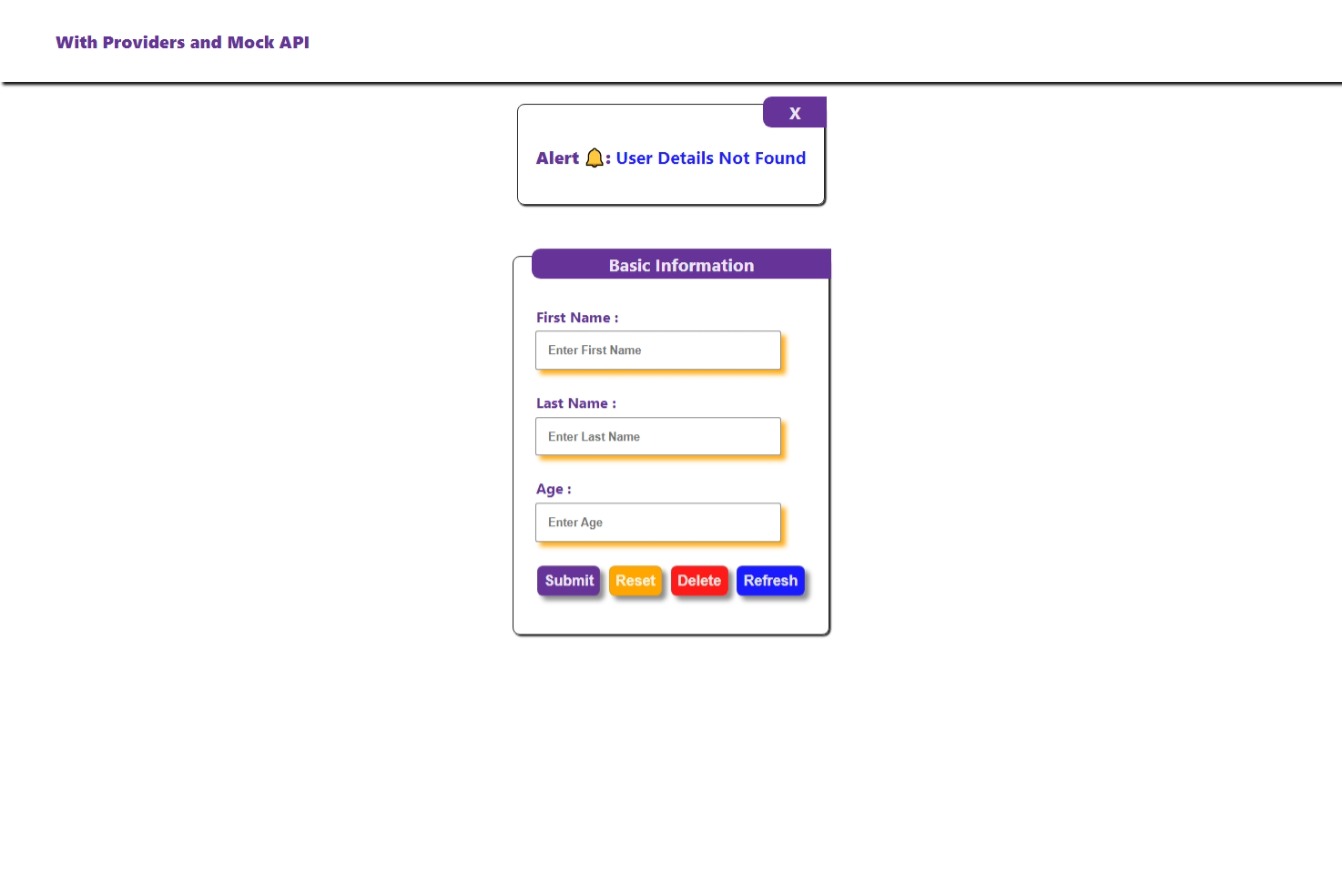 With Providers and Mock API
X
Alert 🔔: User Details Not Found
Basic Information
First Name :
Enter First Name
Last Name :
Enter Last Name
Age :
Enter Age
Submit Reset Delete Refresh